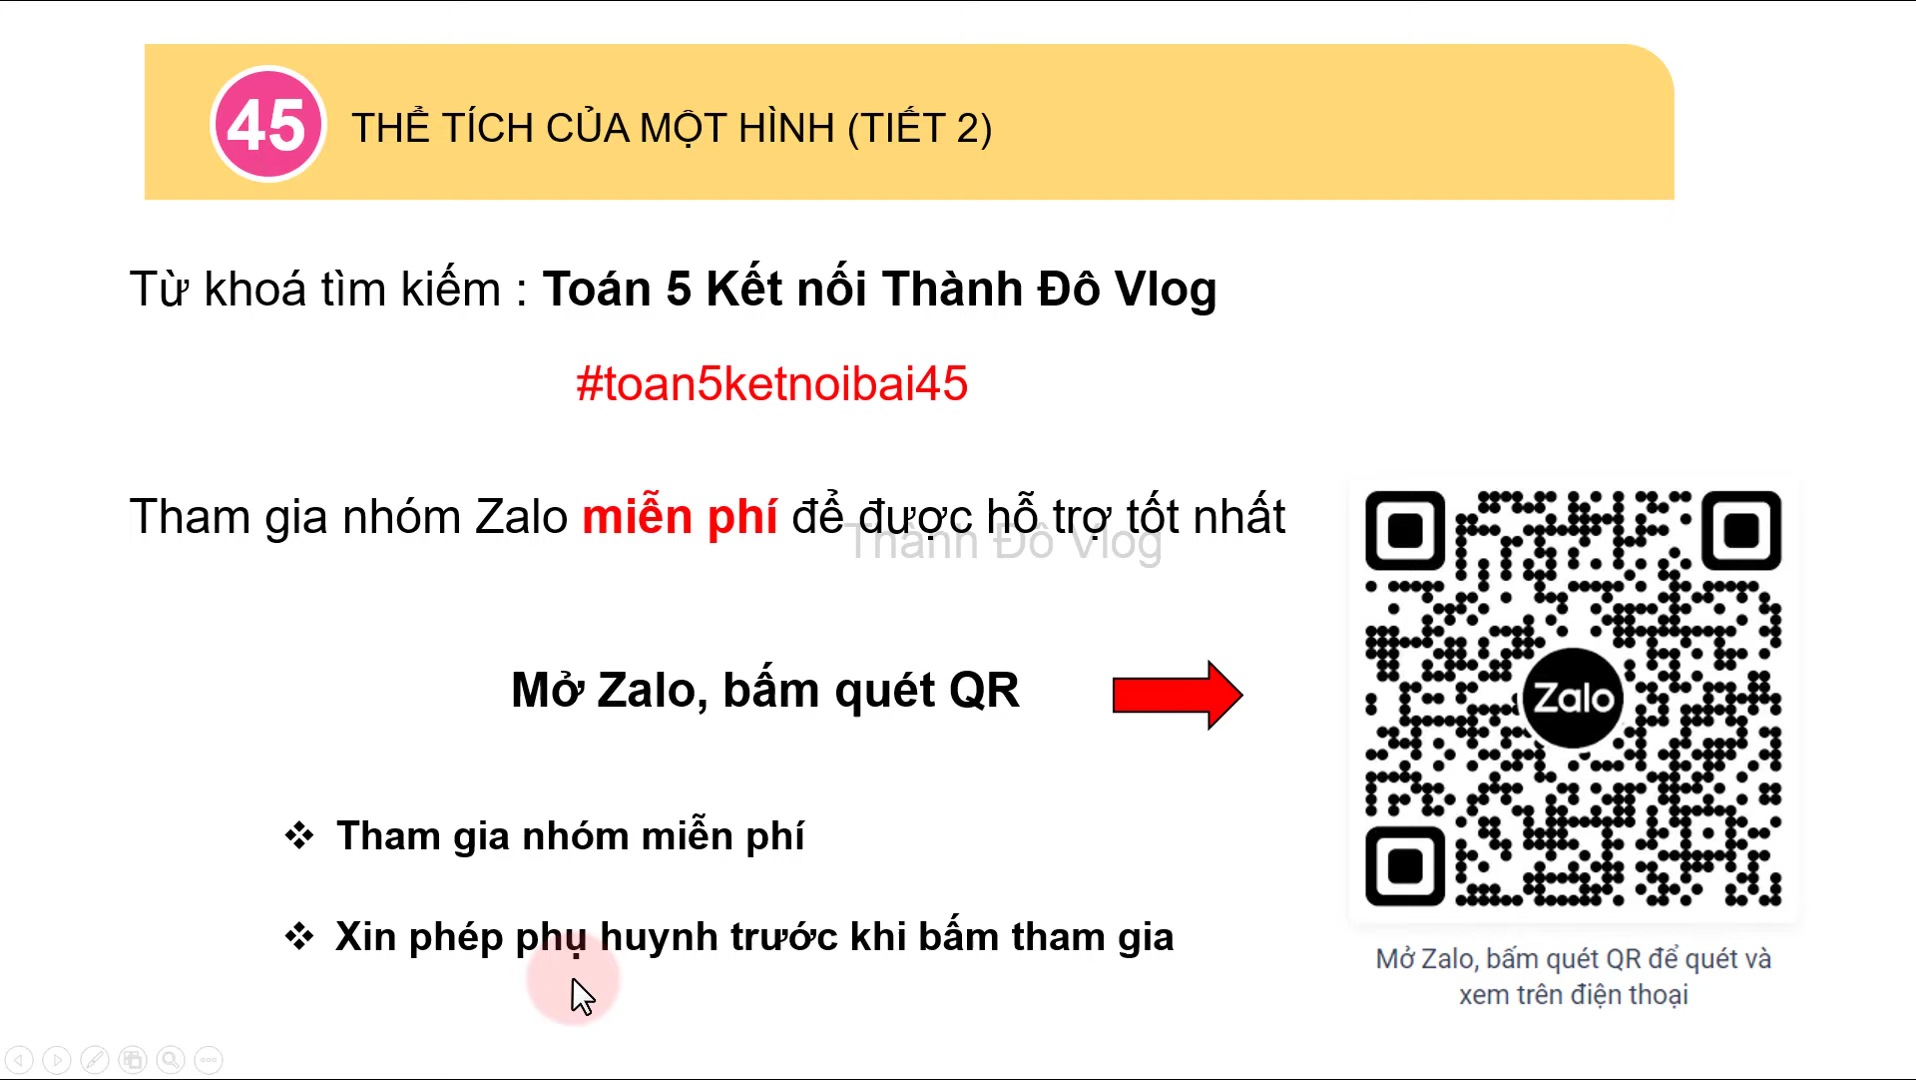 45 THỂ TÍCH CỦA MỘT HÌNH (TIẾT 2)
Từ khoá tìm kiếm : Toán 5 Kết nối Thành Đô Vlog
#toan5ketnoibai45
Tham gia nhóm Zalo miễn phí để được hỗ trợ tốt nhất
Thành Đô Vlog
Mở Zalo, bấm quét QR
Zalo
❖ Tham gia nhóm miễn phí
❖ Xin phép phụ huynh trước khi bấm tham gia
Mở Zalo, bấm quét QR để quét và
xem trên điện thoại